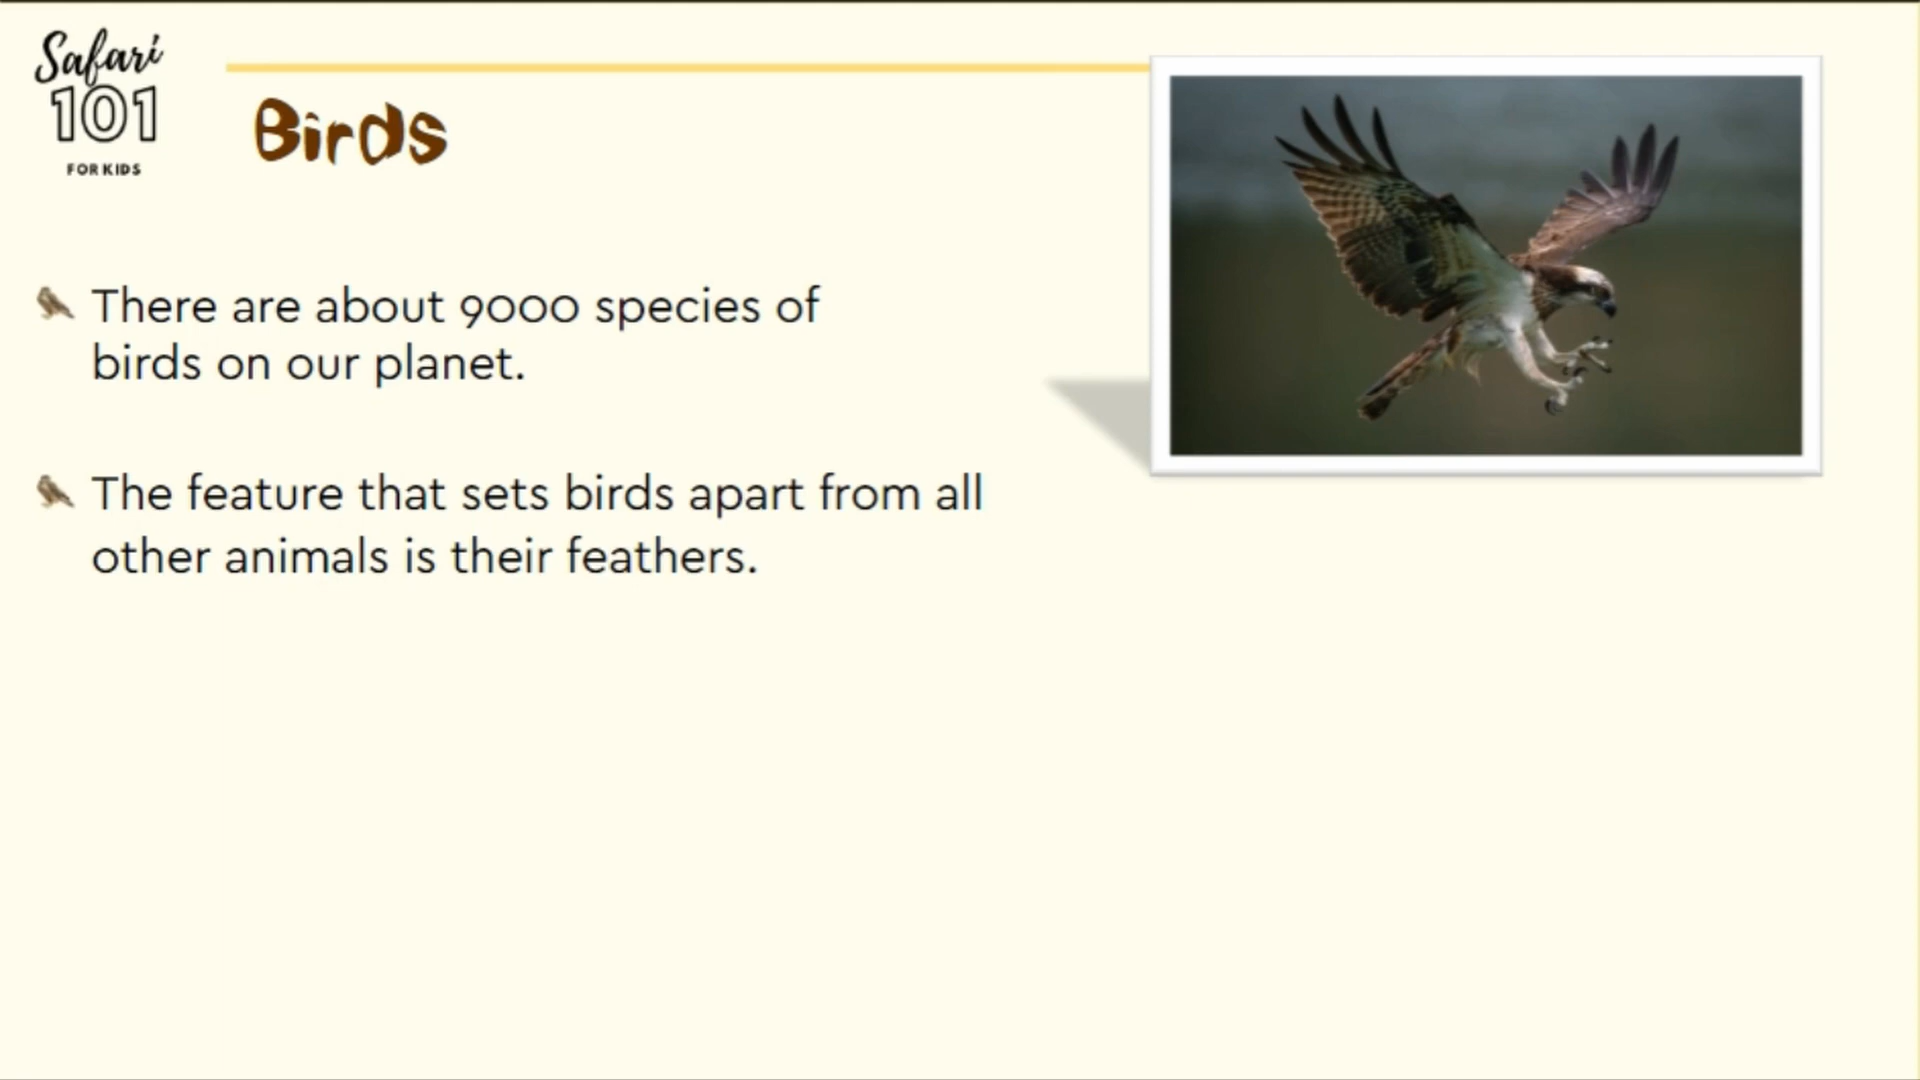 Safari
101
FOR KIDS
Birds
There are about 9000 species of
birds on our planet.
The feature that sets birds apart from all
other animals is their feathers.